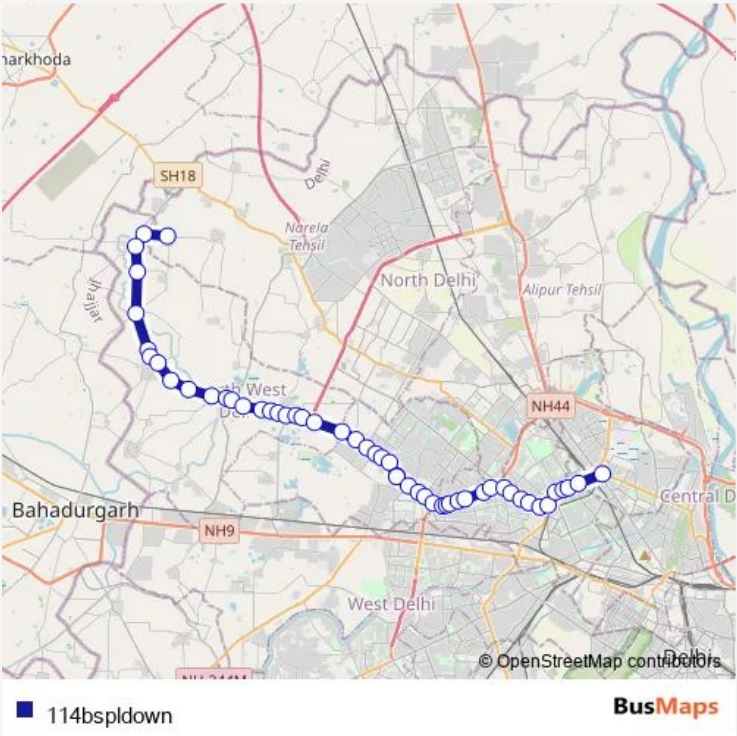 harkhoda
SH18
Delhi
Narela
Tehsil
North Delhi
Jhajjar
Alipur Tehsil
th West
NH44
Central D
Bahadurgarh
NH9
West Delhi
Delhi
© OpenStreetMap contributors
114bspldown
BusMaps